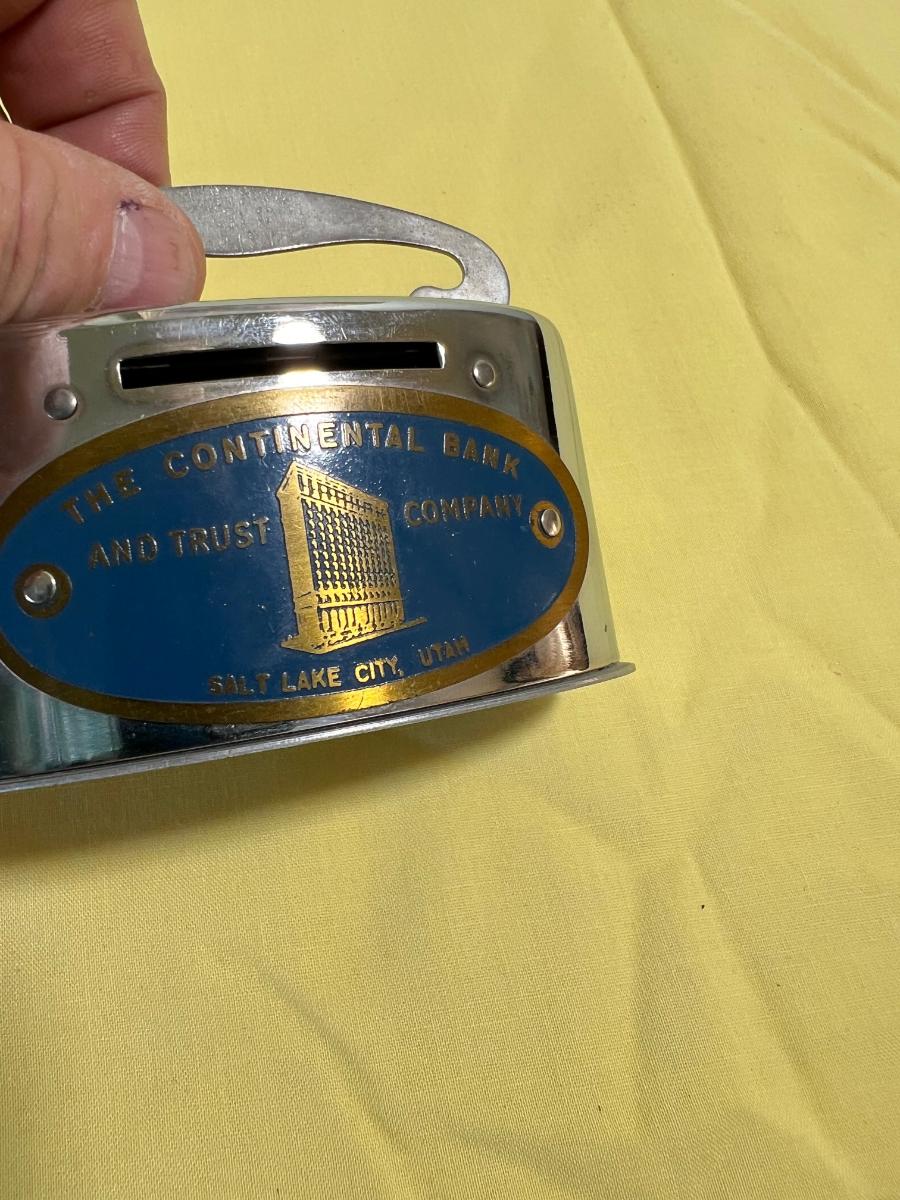 THE CONTINENTAL BANK
AND TRUST COMPANY
SALT LAKE CITY, UTAH